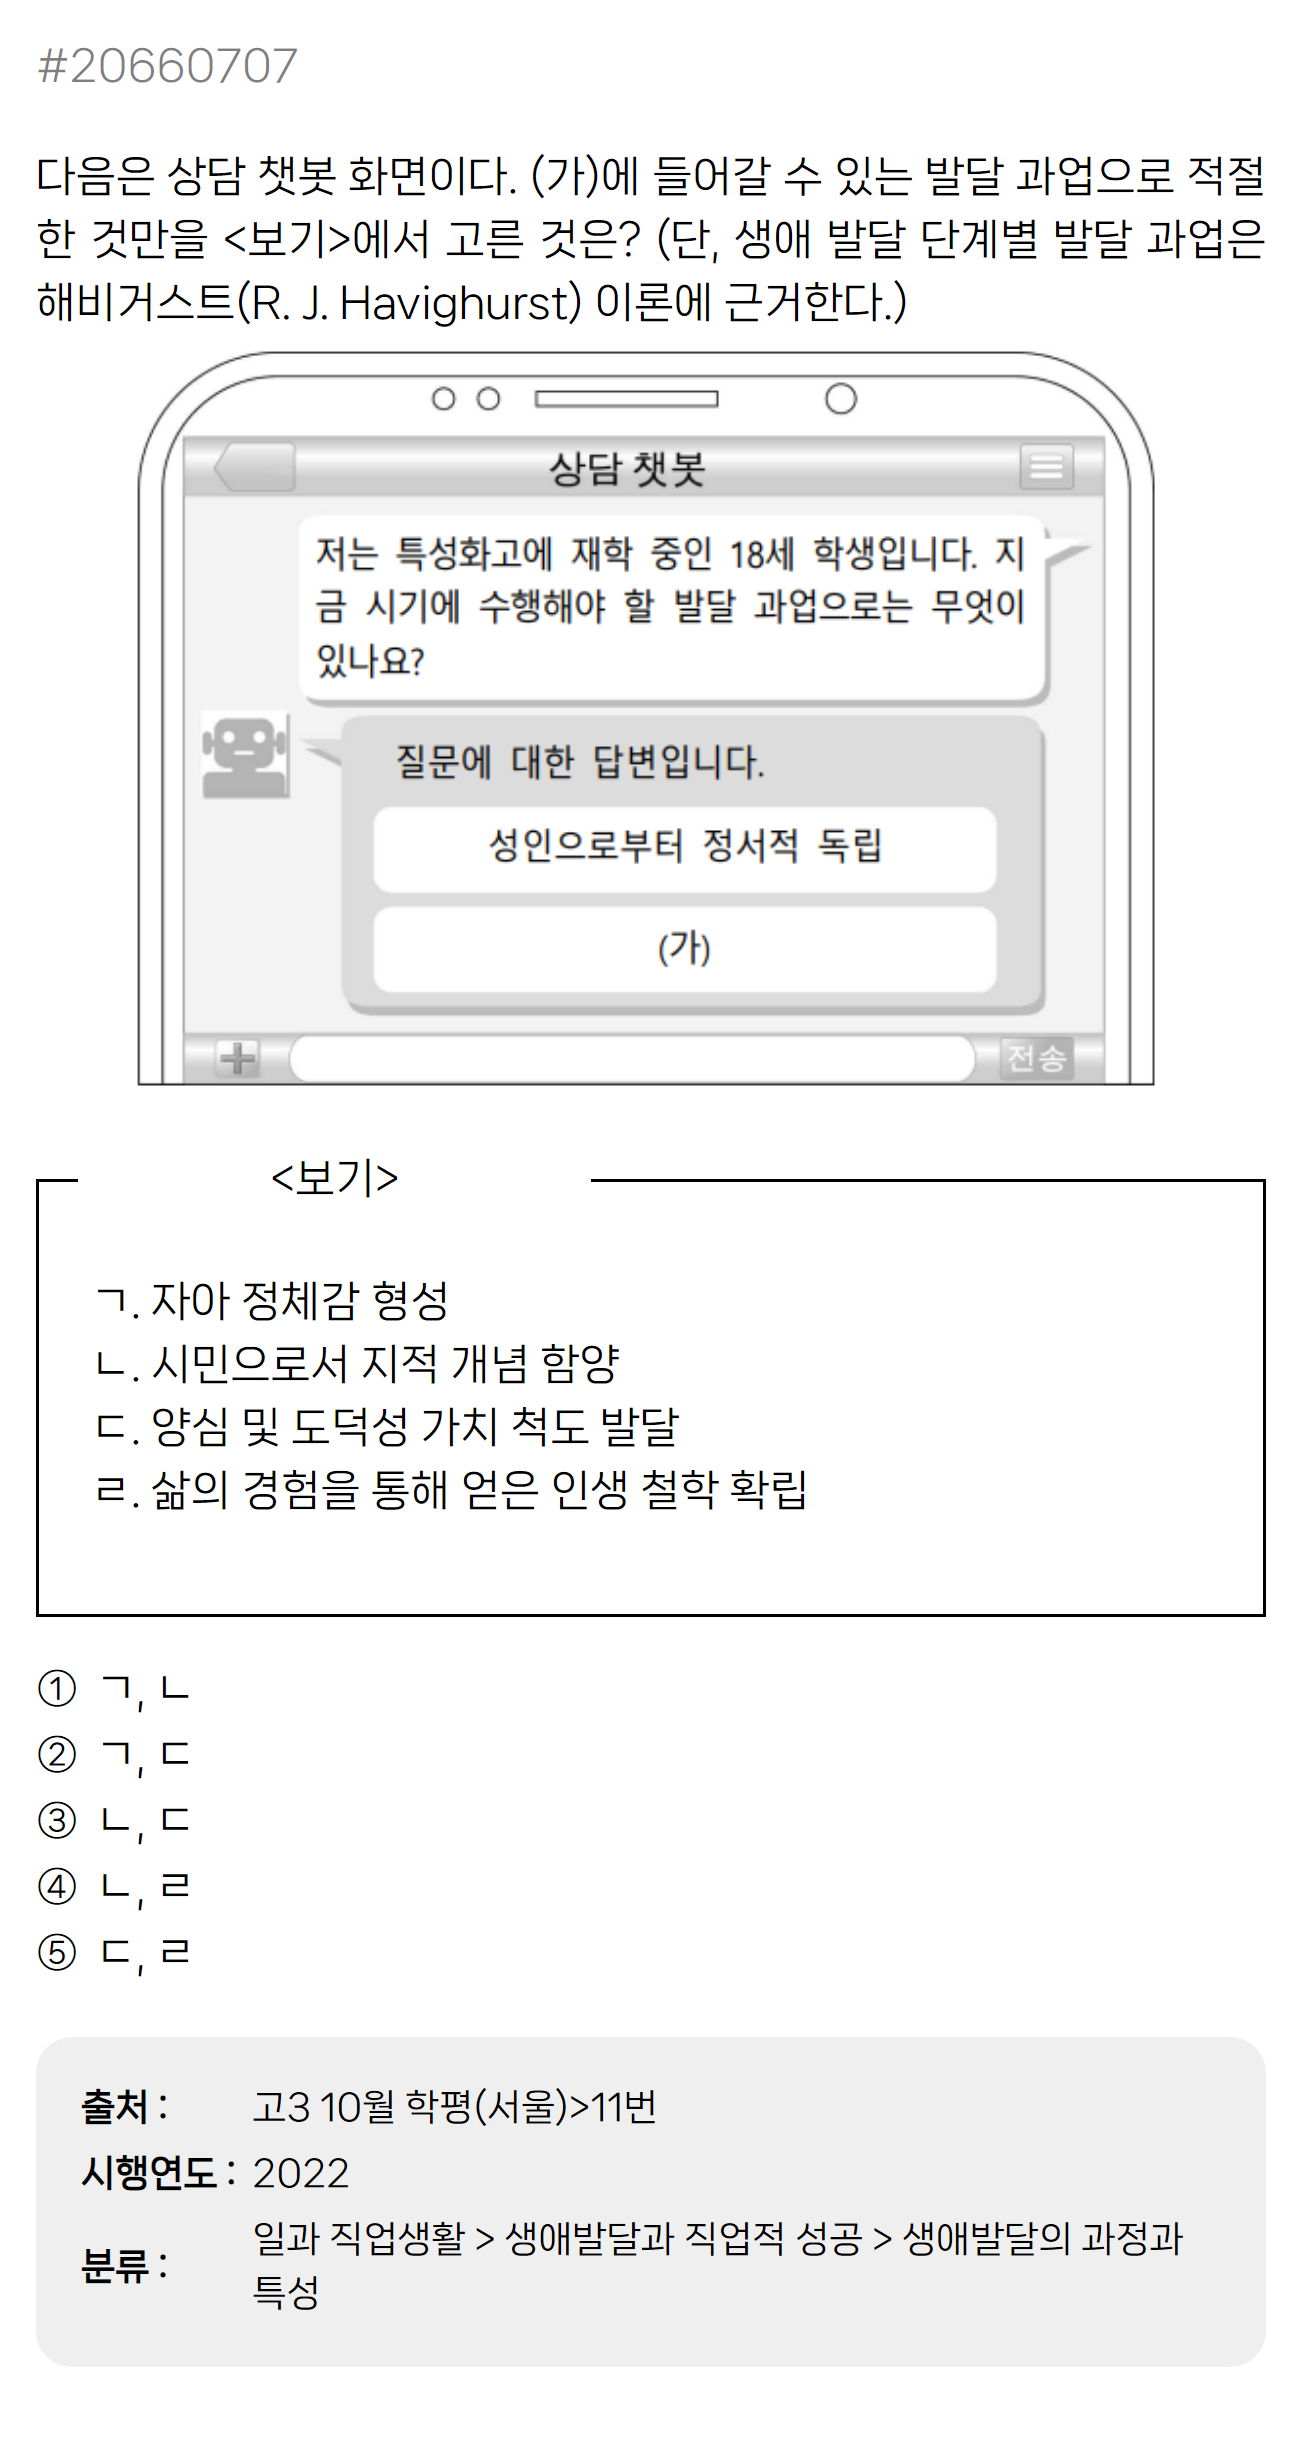 #20660707
다음은 상담 챗봇 화면이다. (가)에 들어갈 수 있는 발달 과업으로 적절
한 것만을 <보기>에서 고른 것은? (단, 생애 발달 단계별 발달 과업은
해비거스트(R. J. Havighurst) 이론에 근거한다.)
상담 챗봇
저는 특성화고에 재학 중인 18세 학생입니다. 지
금 시기에 수행해야 할 발달 과업으로는 무엇이
있나요?
질문에 대한 답변입니다.
성인으로부터 정서적 독립
(가)
전송
<보기>
ㄱ. 자아 정체감 형성
ㄴ. 시민으로서 지적 개념 함양
ㄷ. 양심 및 도덕성 가치 척도 발달
ㄹ. 삶의 경험을 통해 얻은 인생 철학 확립
① ㄱ, ㄴ
② ㄱ, ㄷ
③ ㄴ, ㄷ
④ ㄴ, ㄹ
⑤ ㄷ, ㄹ
출처 : 고3 10월 학평(서울)>11번
시행연도 : 2022
분류 : 일과 직업생활 > 생애발달과 직업적 성공 > 생애발달의 과정과
특성